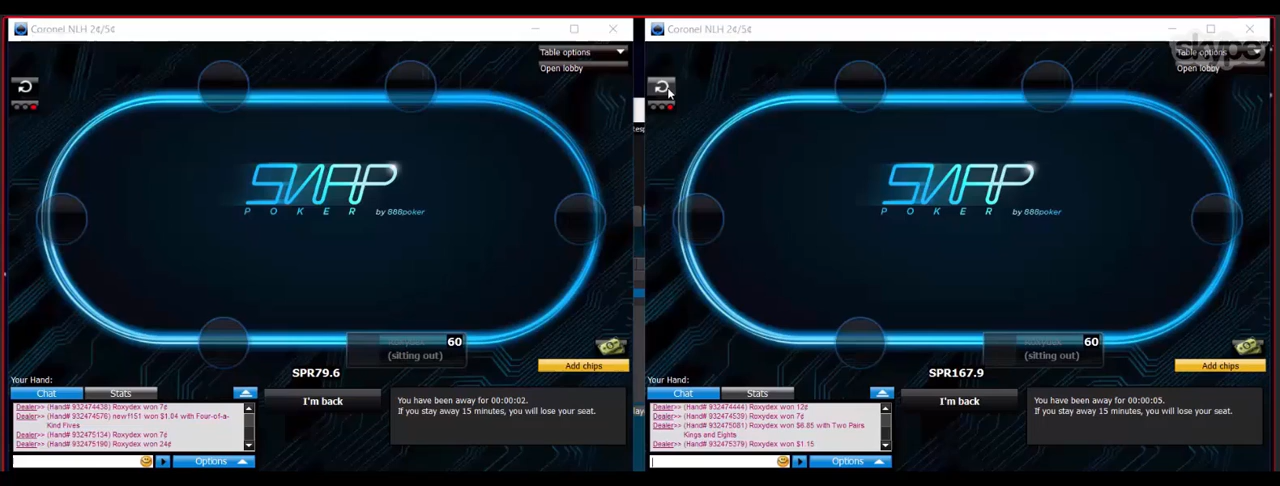 Coronel NLH 2¢/5¢
Table options
Open lobby
SNAP
POKER by 888poker
60
Roxydex
(sitting out)
Add chips
SPR79.6
Your Hand:
Chat
Stats
I'm back
You have been away for 00:00:02.
If you stay away 15 minutes, you will lose your seat.
Dealer>> (Hand# 932474438) Roxydex won 7¢
Dealer>> (Hand# 932474576) new1151 won $1.04 with Four-of-a-
Kind Fives
Dealer>> (Hand# 932475134) Roxydex won 7¢
Dealer>> (Hand# 932475190) Roxydex won 24¢
Options
Coronel NLH 2¢/5¢
skype
Table options
Open lobby
SNAP
POKER by 888poker
60
Roxydex
(sitting out)
Add chips
SPR167.9
Your Hand:
Chat
Stats
I'm back
You have been away for 00:00:05.
If you stay away 15 minutes, you will lose your seat.
Dealer>> (Hand# 932474444) Roxydex won 12¢
Dealer>> (Hand# 932474539) Roxydex won 7¢
Dealer>> (Hand# 932475081) Roxydex won $6.85 with Two Pairs
Kings and Eights
Dealer>> (Hand# 932475379) Roxydex won $1.15
Options